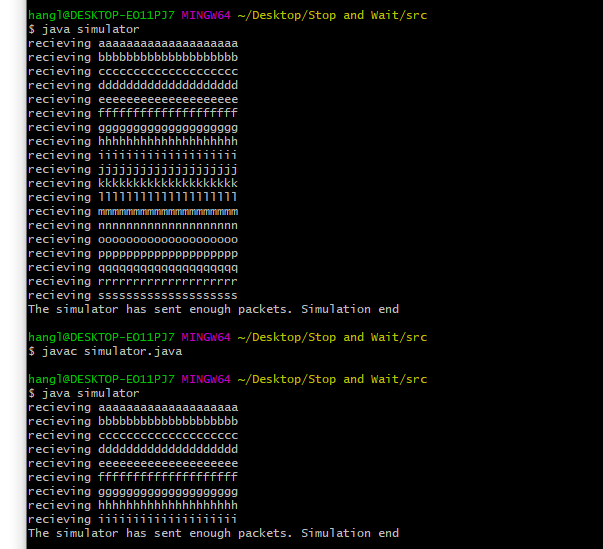 hangl@DESKTOP-EO11PJ7 MINGW64 ~/Desktop/Stop and Wait/src
$ java simulator
recieving aaaaaaaaaaaaaaaaaaaa
recieving bbbbbbbbbbbbbbbbbbbb
recieving cccccccccccccccccccc
recieving dddddddddddddddddddd
recieving eeeeeeeeeeeeeeeeeeee
recieving ffffffffffffffffffff
recieving gggggggggggggggggggg
recieving hhhhhhhhhhhhhhhhhhhh
recieving iiiiiiiiiiiiiiiiiiii
recieving jjjjjjjjjjjjjjjjjjjj
recieving kkkkkkkkkkkkkkkkkkkk
recieving llllllllllllllllllll
recieving mmmmmmmmmmmmmmmmmmmm
recieving nnnnnnnnnnnnnnnnnnnn
recieving oooooooooooooooooooo
recieving pppppppppppppppppppp
recieving qqqqqqqqqqqqqqqqqqqq
recieving rrrrrrrrrrrrrrrrrrrr
recieving ssssssssssssssssssss
The simulator has sent enough packets. Simulation end
hangl@DESKTOP-EO11PJ7 MINGW64 ~/Desktop/Stop and Wait/src
$ javac simulator.java
hangl@DESKTOP-EO11PJ7 MINGW64 ~/Desktop/Stop and Wait/src
$ java simulator
recieving aaaaaaaaaaaaaaaaaaaa
recieving bbbbbbbbbbbbbbbbbbbb
recieving cccccccccccccccccccc
recieving dddddddddddddddddddd
recieving eeeeeeeeeeeeeeeeeeee
recieving ffffffffffffffffffff
recieving gggggggggggggggggggg
recieving hhhhhhhhhhhhhhhhhhhh
recieving iiiiiiiiiiiiiiiiiiii
The simulator has sent enough packets. Simulation end